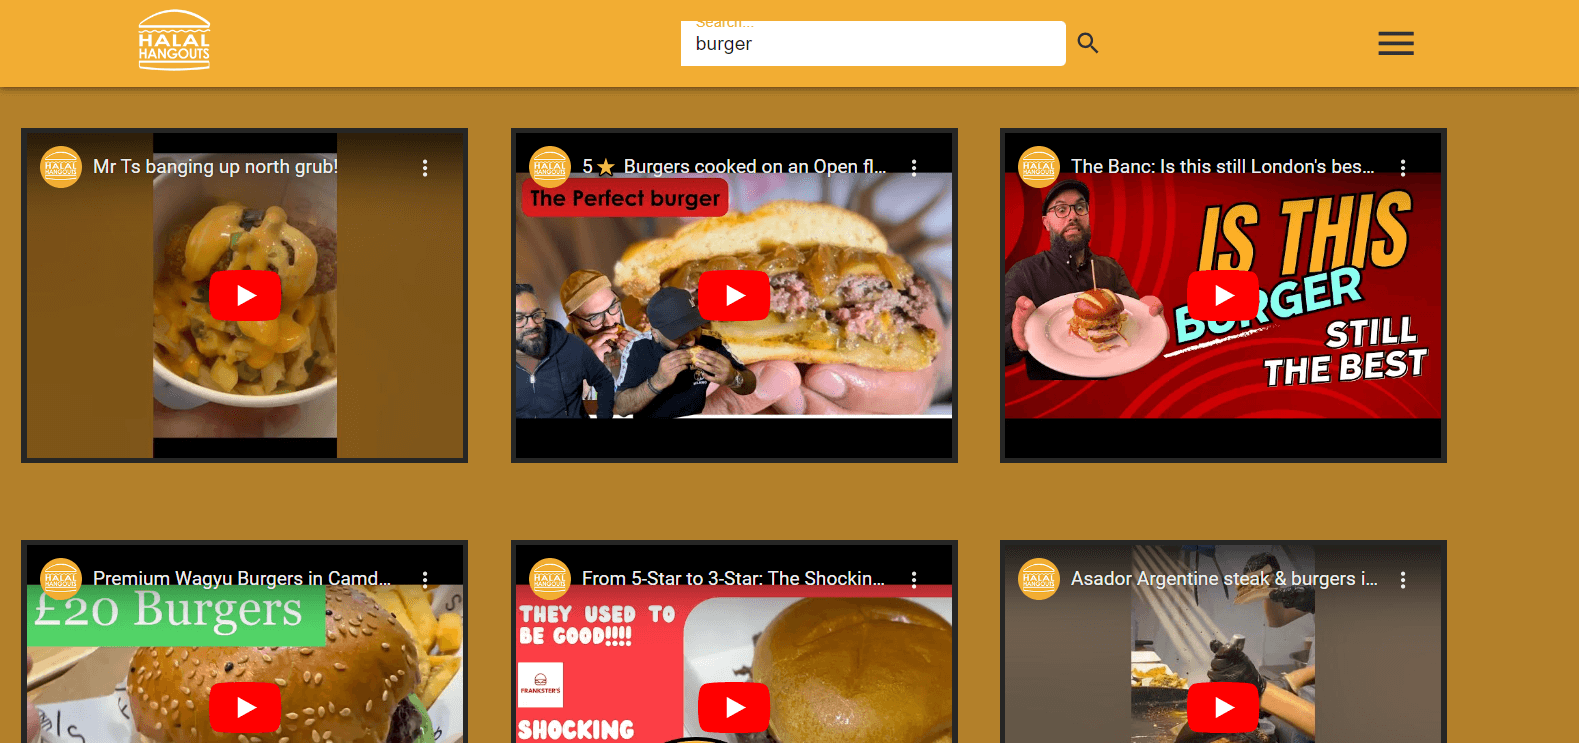 HALAL
HANGOUTS
Search...
burger
HALAL
HANGOUTS
Mr Ts banging up north grub!
HALAL
HANGOUTS
5 ★ Burgers cooked on an Open fl...
The Perfect burger
HALAL
HANGOUTS
The Banc: Is this still London's bes...
IS THIS
BURGER
STILL
THE BEST
HALAL
HANGOUTS
Premium Wagyu Burgers in Camd...
£20 Burgers
HALAL
HANGOUTS
From 5-Star to 3-Star: The Shockin...
THEY USED TO
BE GOOD!!!!
FRANKSTER'S
SHOCKING
HALAL
HANGOUTS
Asador Argentine steak & burgers i...